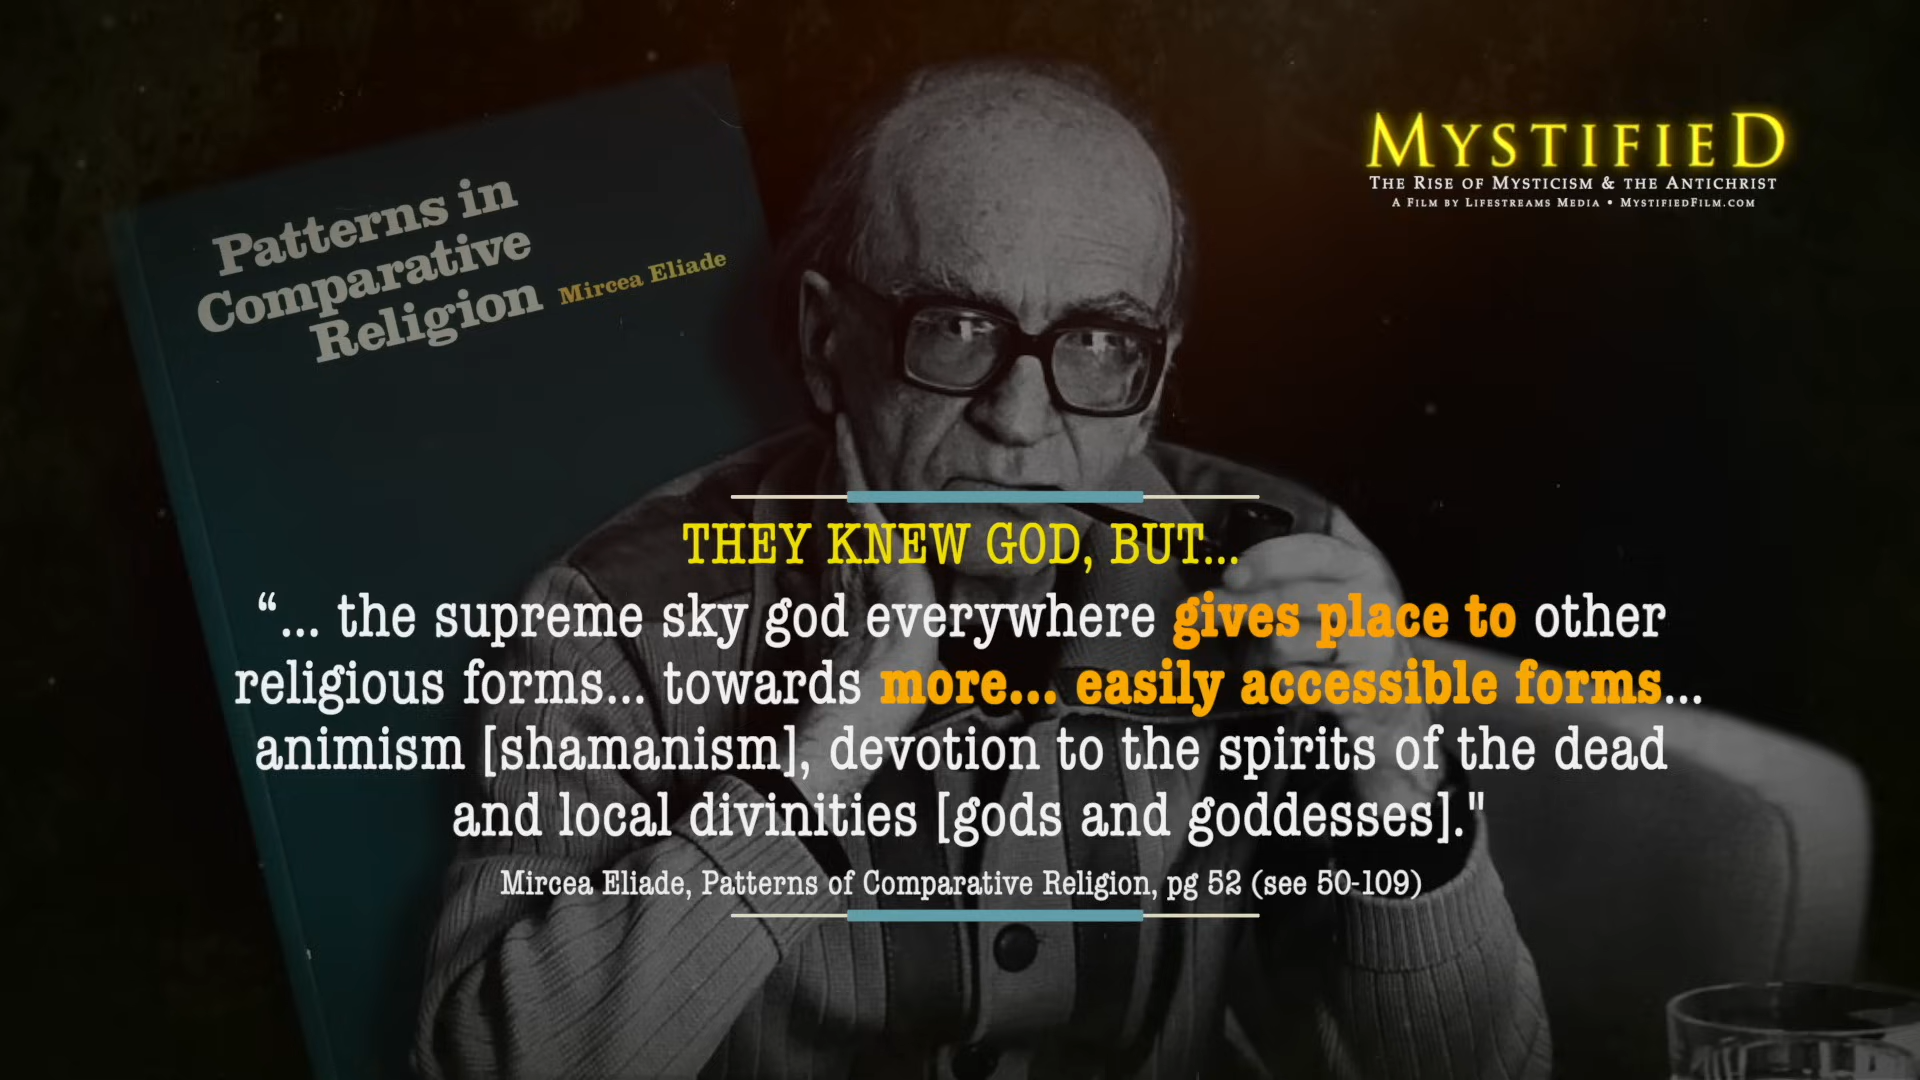 Patterns in
Comparative
Religion Mircea Eliade
MYSTIFIED
THE RISE OF MYSTICISM & THE ANTICHRIST
A FILM BY LIFESTREAMS MEDIA • MYSTIFIEDFILM.COM
THEY KNEW GOD, BUT...
“... the supreme sky god everywhere gives place to other
religious forms... towards more... easily accessible forms...
animism [shamanism], devotion to the spirits of the dead
and local divinities [gods and goddesses]."
Mircea Eliade, Patterns of Comparative Religion, pg 52 (see 50-109)